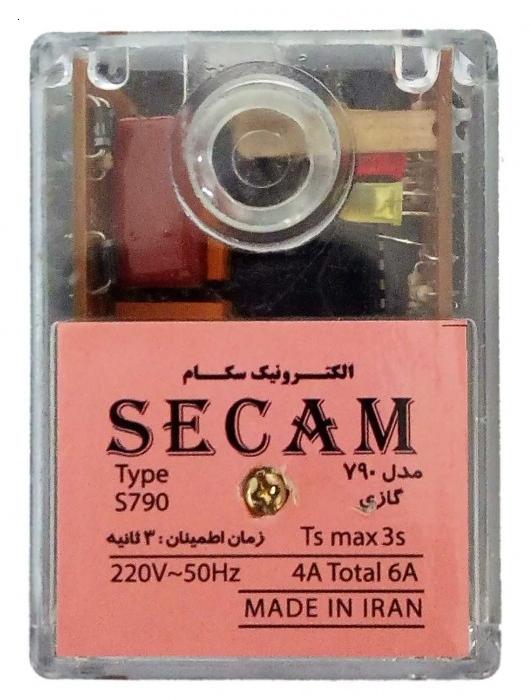 الکترونیک سکام
SECAM
Type مدل ۷۹۰
S790 گازی
زمان اطمینان : ۳ ثانیه Ts max 3s
220V~50Hz 4A Total 6A
MADE IN IRAN